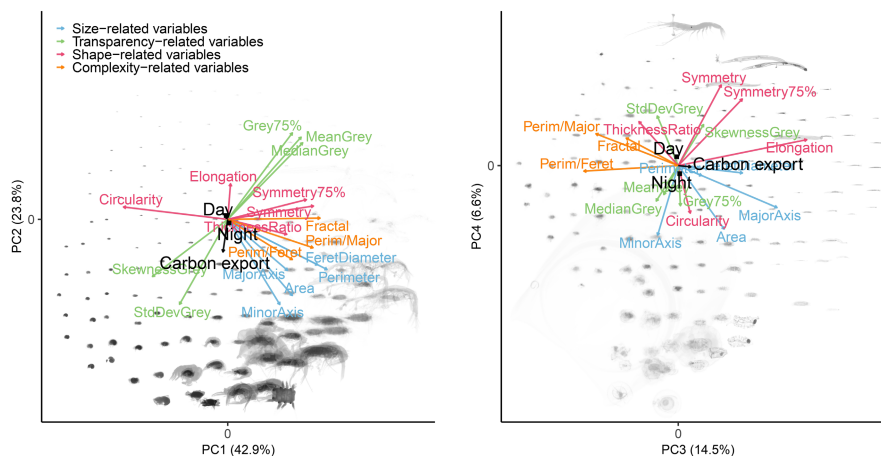 Size−related variables
Transparency−related variables
Shape−related variables
Complexity−related variables
Grey75%
MeanGrey
MedianGrey
Elongation
Circularity
Symmetry75%
Day
Symmetry
Fractal
ThicknessRatio
Night
Perim/Major
Perim/Feret
FeretDiameter
Carbon export
SkewnessGrey
MajorAxis
Perimeter
Area
StdDevGrey
MinorAxis
PC2 (23.8%)
0
0
PC1 (42.9%)
Symmetry
Symmetry75%
StdDevGrey
Perim/Major
ThicknessRatio
SkewnessGrey
Fractal
Day
Elongation
Perim/Feret
Carbon export
Perimeter
Night
MedianGrey
Grey75%
Circularity
MajorAxis
MinorAxis
Area
PC4 (6.6%)
0
0
PC3 (14.5%)